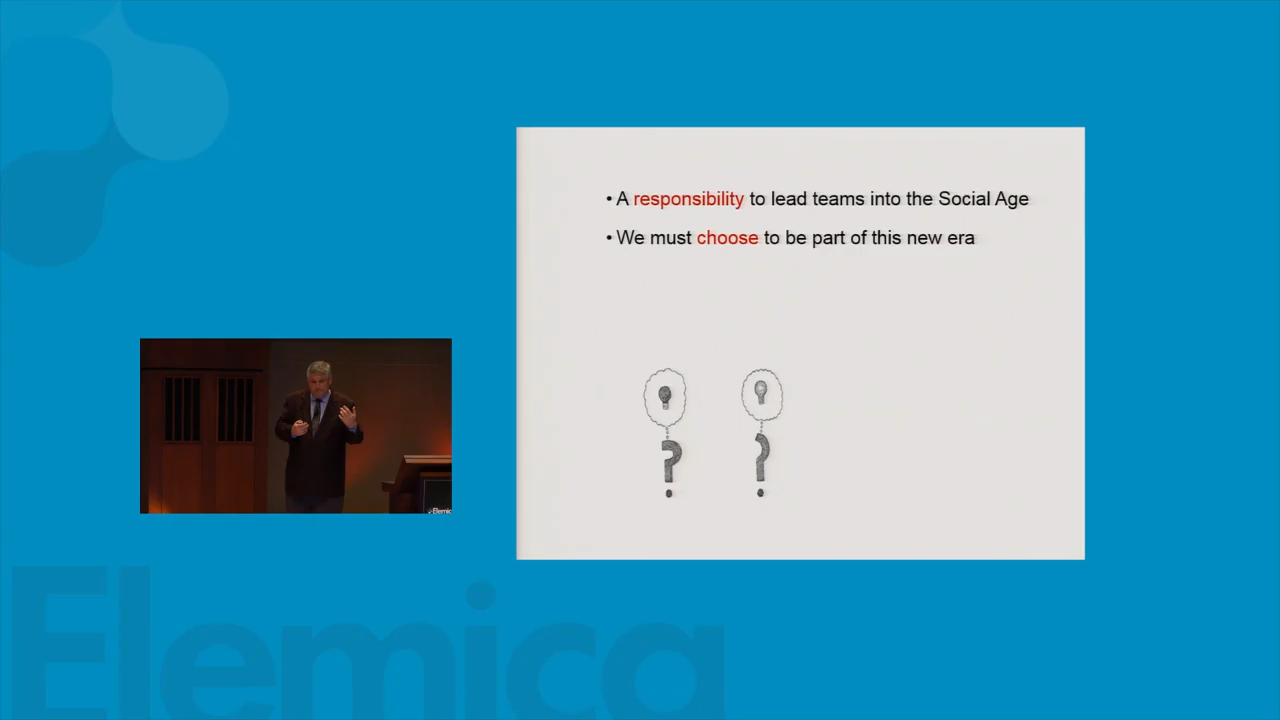 • A responsibility to lead teams into the Social Age
• We must choose to be part of this new era
? ?
Elemica
Elemica